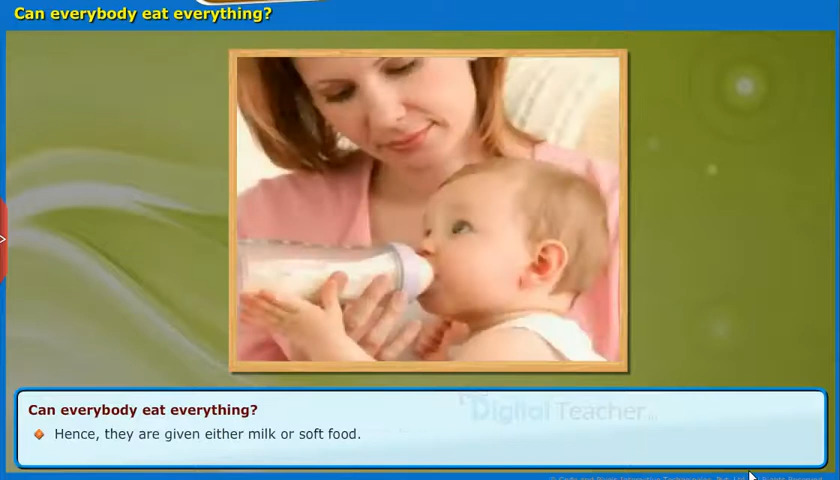 Can everybody eat everything?
Can everybody eat everything?
Digital Teacher
Hence, they are given either milk or soft food.